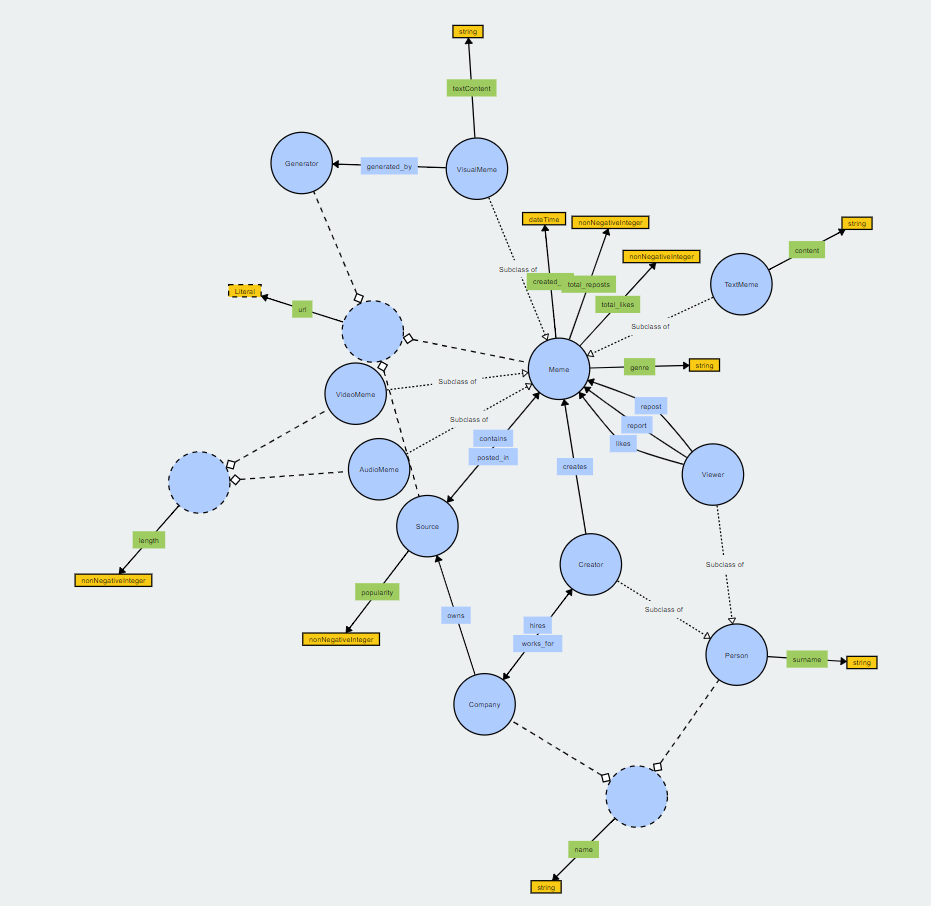 string
textContent
Generator
generated_by
VisualMeme
dateTime
nonNegativeInteger
string
content
nonNegativeInteger
Subclass of
created_
total_reposts
TextMeme
Literal
url
total_likes
Subclass of
Meme
genre
string
VideoMeme
Subclass of
repost
Subclass of
report
contains
likes
posted_in
creates
AudioMeme
Viewer
Source
length
Creator
Subclass of
nonNegativeInteger
popularity
owns
Subclass of
hires
nonNegativeInteger
works_for
Person
surname
string
Company
name
string